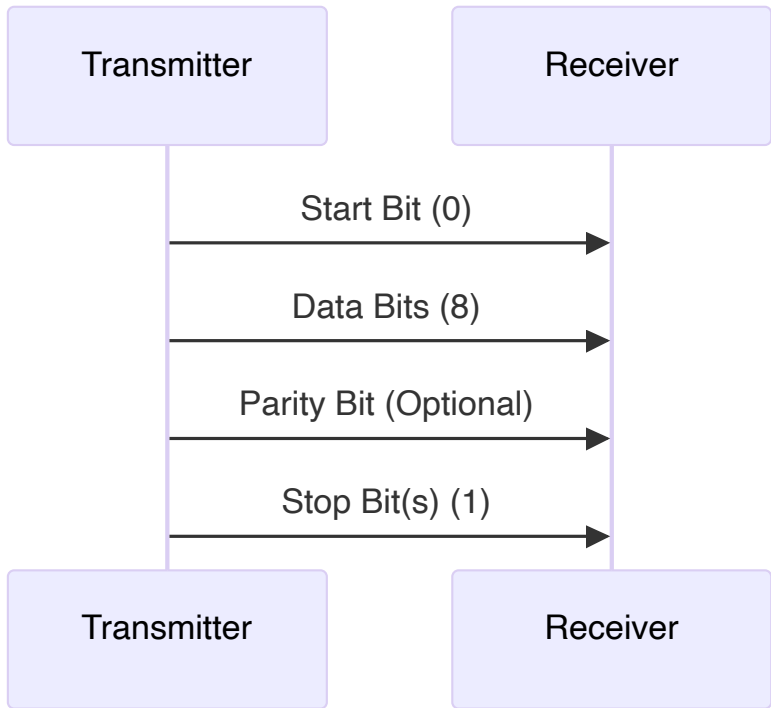 Transmitter
Receiver
Start Bit (0)
Data Bits (8)
Parity Bit (Optional)
Stop Bit(s) (1)
Transmitter
Receiver